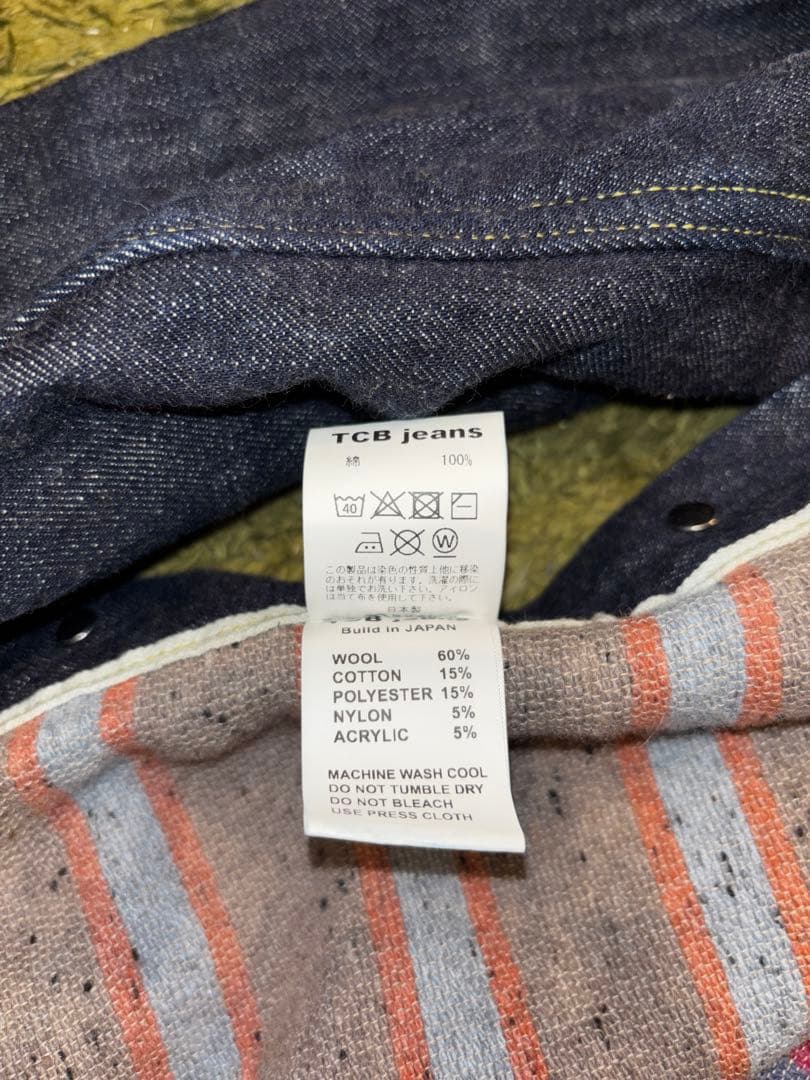 TCB jeans
綿 100%
40
W
この製品は染色の性質上他に移染
のおそれが有ります。洗濯の際に
は単独でお洗い下さい。アイロン
は当て布を使用して下さい。
日本製
Build in JAPAN
WOOL 60%
COTTON 15%
POLYESTER 15%
NYLON 5%
ACRYLIC 5%
MACHINE WASH COOL
DO NOT TUMBLE DRY
DO NOT BLEACH
USE PRESS CLOTH